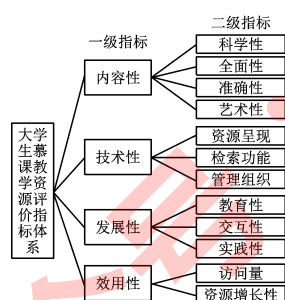 二级指标
一级指标
科学性
全面性
准确性
艺术性
内容性
资源呈现
检索功能
管理组织
技术性
大学
生慕
课教
学资
源评
价指
标体
系
教育性
交互性
实践性
发展性
访问量
资源增长性
效用性